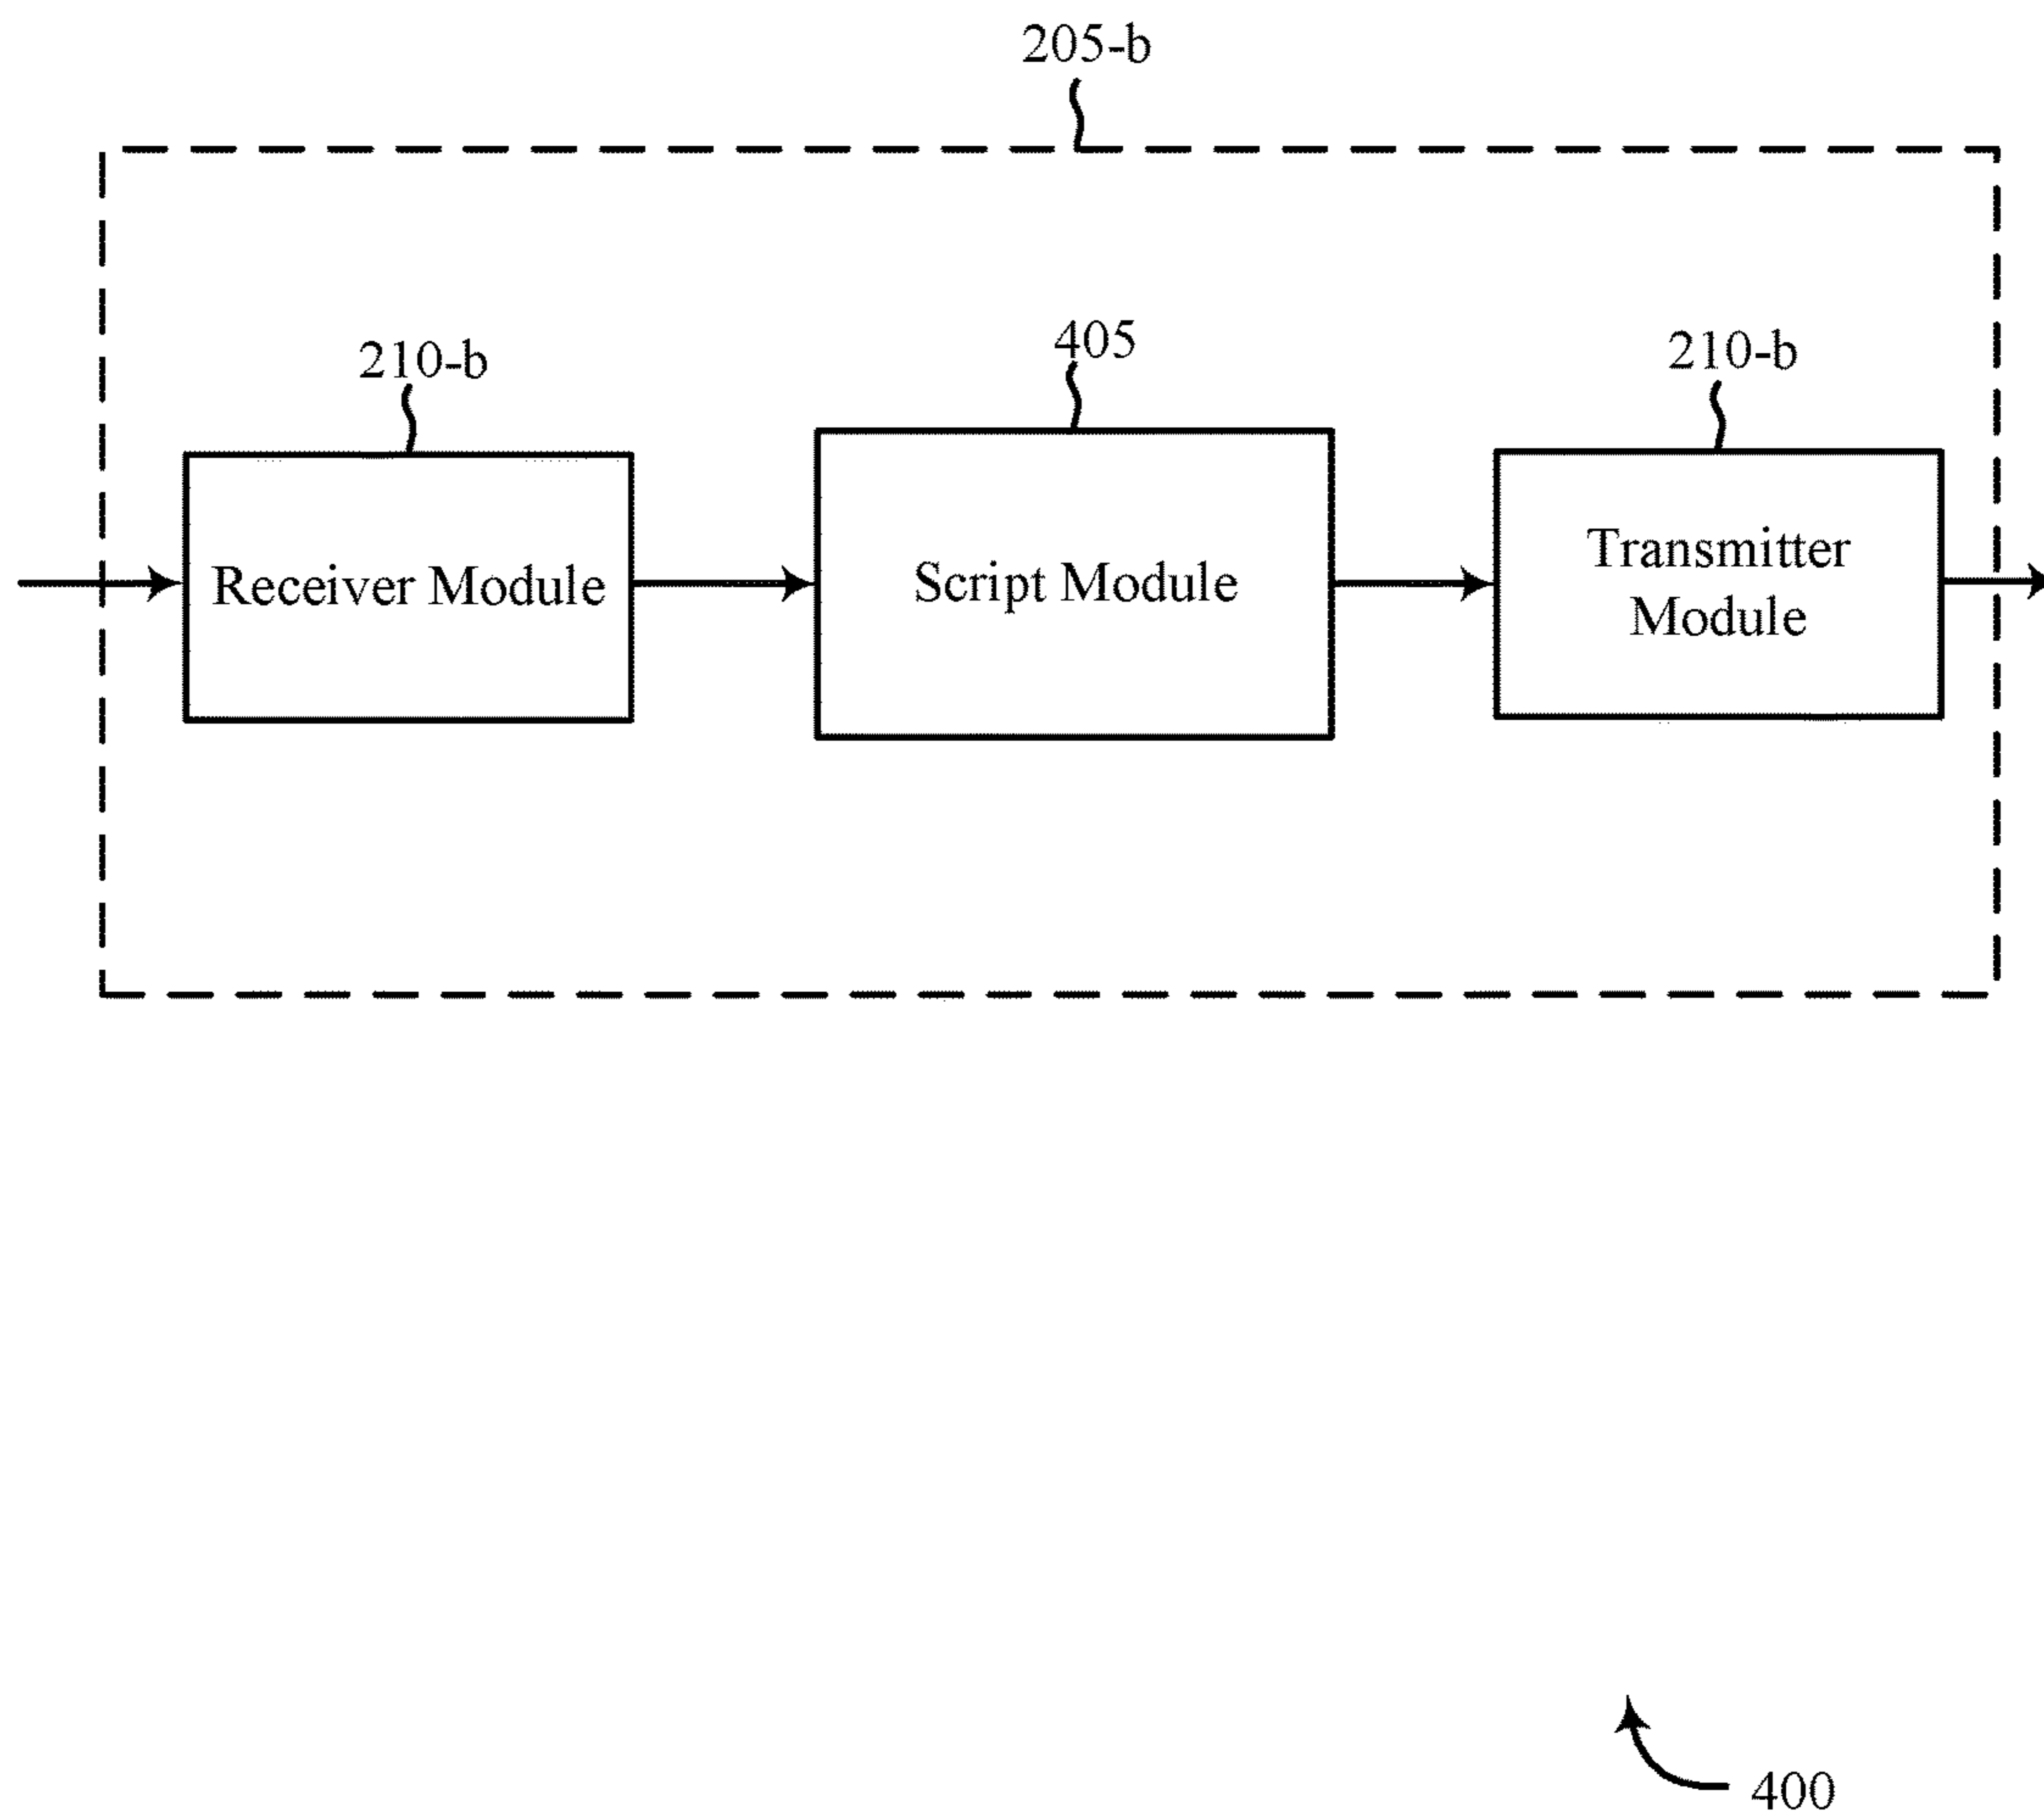 205-b
210-b
405
210-b
Receiver Module
Script Module
Transmitter
Module
400